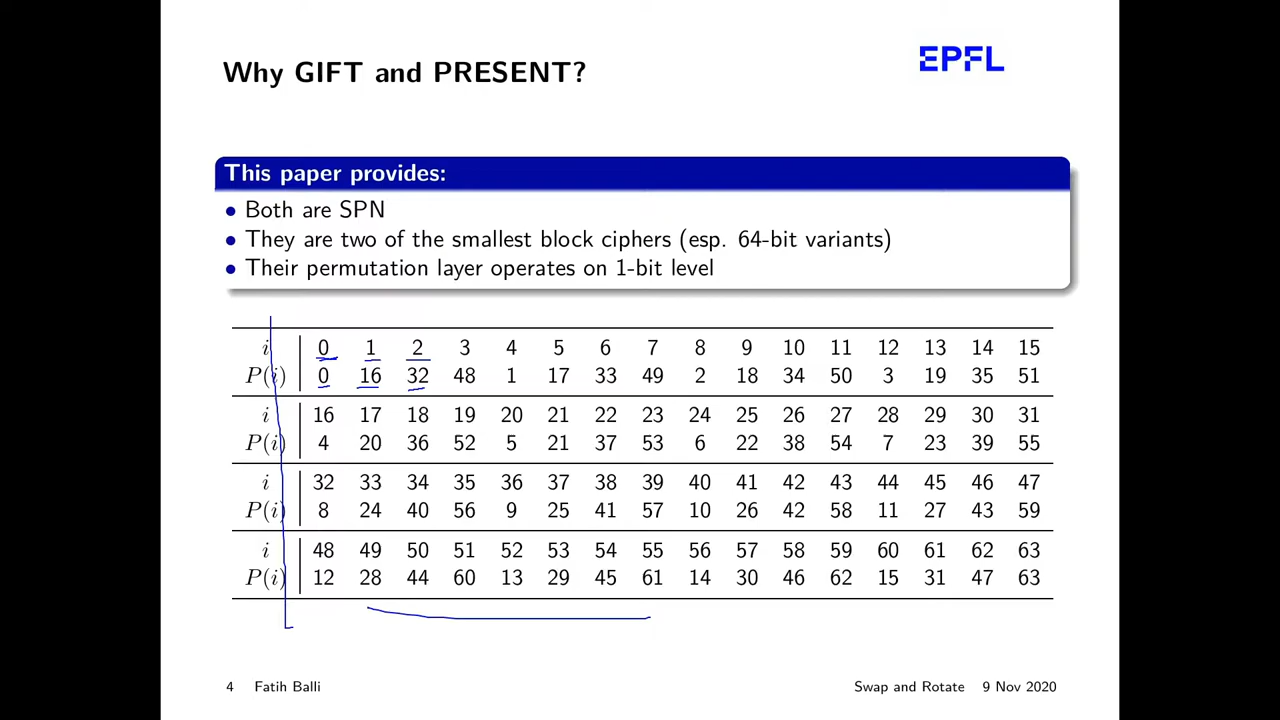 Why GIFT and PRESENT?
EPFL
This paper provides:
• Both are SPN
• They are two of the smallest block ciphers (esp. 64-bit variants)
• Their permutation layer operates on 1-bit level
i 0 1 2 3 4 5 6 7 8 9 10 11 12 13 14 15
P(i) 0 16 32 48 1 17 33 49 2 18 34 50 3 19 35 51
i 16 17 18 19 20 21 22 23 24 25 26 27 28 29 30 31
P(i) 4 20 36 52 5 21 37 53 6 22 38 54 7 23 39 55
i 32 33 34 35 36 37 38 39 40 41 42 43 44 45 46 47
P(i) 8 24 40 56 9 25 41 57 10 26 42 58 11 27 43 59
i 48 49 50 51 52 53 54 55 56 57 58 59 60 61 62 63
P(i) 12 28 44 60 13 29 45 61 14 30 46 62 15 31 47 63
4 Fatih Balli Swap and Rotate 9 Nov 2020